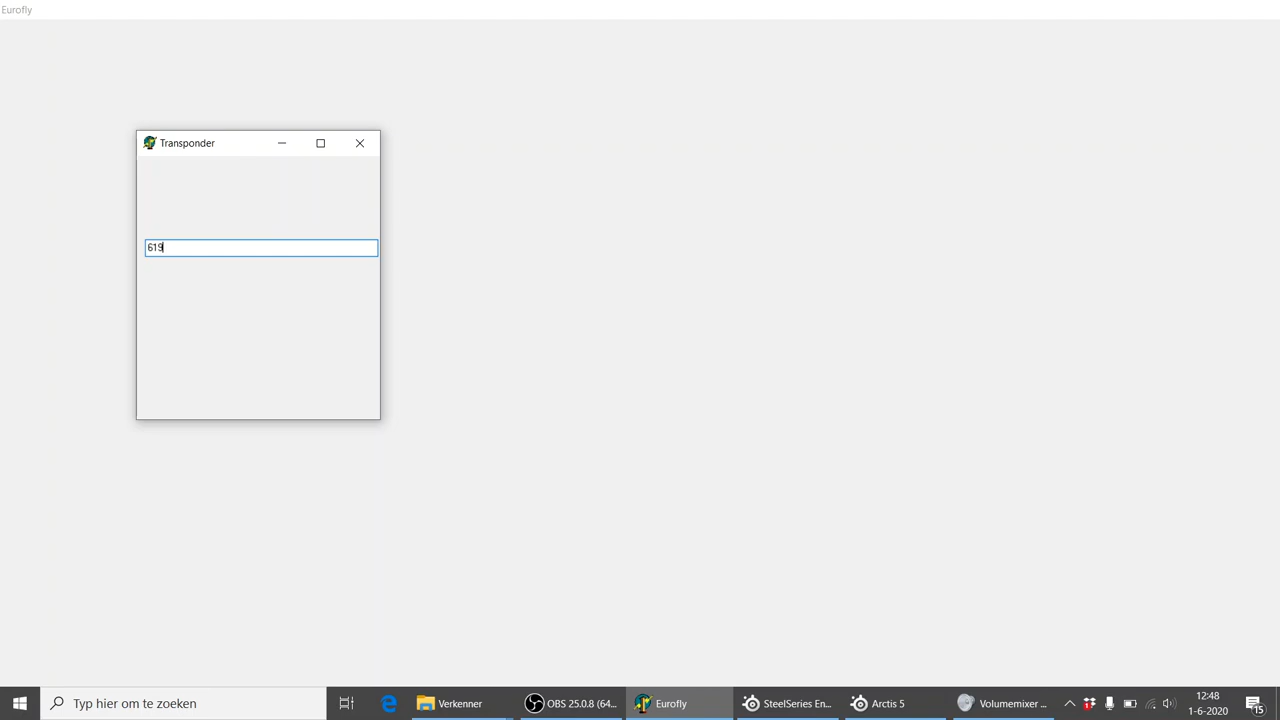 Eurofly
Transponder
619
Typ hier om te zoeken
Verkenner
OBS 25.0.8 (64...
Eurofly
SteelSeries En...
Arctis 5
Volumemixer ...
12:48
1-6-2020
15